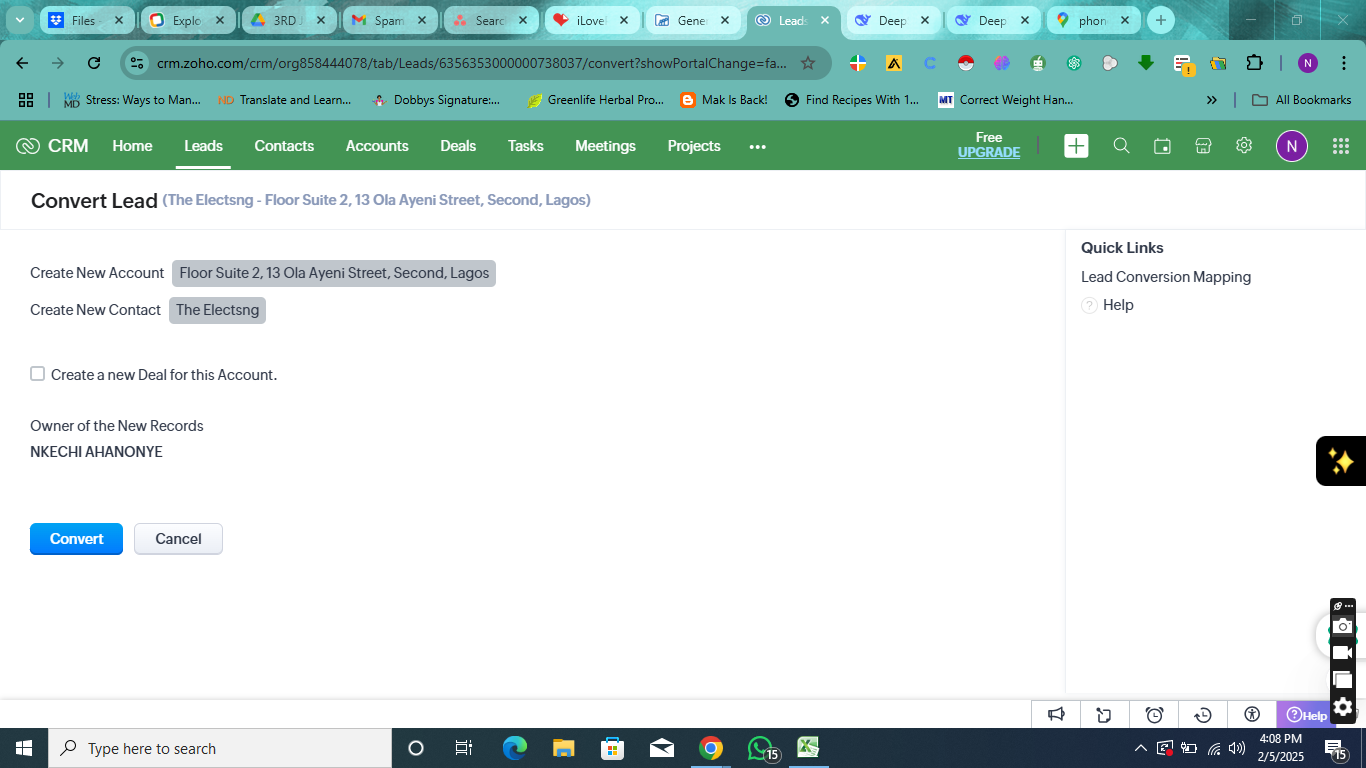 Files -
Explo
3RD J
Spam
Searc
iLoveI
Gene
Leads
Deep
Deep
phon
crm.zoho.com/crm/org858444078/tab/Leads/6356353000000738037/convert?showPortalChange=fa...
N
Stress: Ways to Man...
ND Translate and Learn...
Dobbys Signature:...
Greenlife Herbal Pro...
Mak Is Back!
Find Recipes With 1...
MT Correct Weight Han...
All Bookmarks
CRM
Home
Leads
Contacts
Accounts
Deals
Tasks
Meetings
Projects
Free
UPGRADE
N
Convert Lead (The Electsng - Floor Suite 2, 13 Ola Ayeni Street, Second, Lagos)
Create New Account Floor Suite 2, 13 Ola Ayeni Street, Second, Lagos
Create New Contact The Electsng
Create a new Deal for this Account.
Owner of the New Records
NKECHI AHANONYE
Convert
Cancel
Quick Links
Lead Conversion Mapping
? Help
?Help
Type here to search
15
4:08 PM
2/5/2025
15